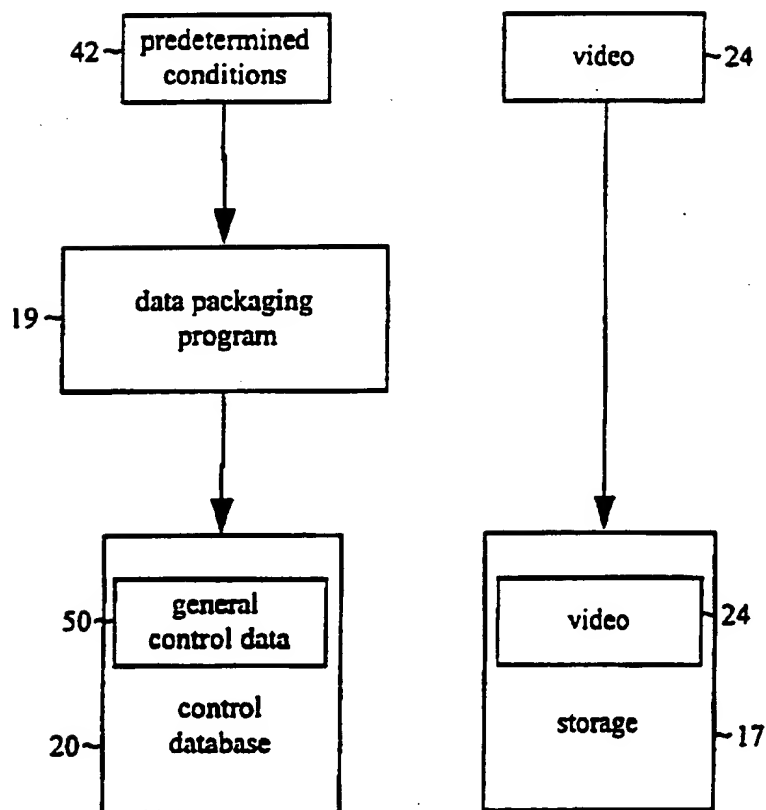 42
predetermined
conditions
video
24
19
data packaging
program
50
general
control data
control
database
20
video
24
storage
17